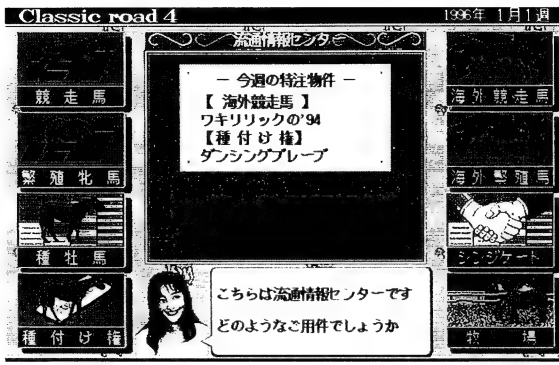 Classic road 4
1996年 1月1週
流通情報センター
― 今週の特注物件 ―
【 海外競走馬 】
ワキリリックの'94
【種 付 け 権】
ダンシングブレーブ
競走馬
繁殖牝馬
種牡馬
種付け権
海外競走馬
海外繁殖馬
シンジケート
牧場
こちらは流通情報センターです
どのようなご用件でしょうか